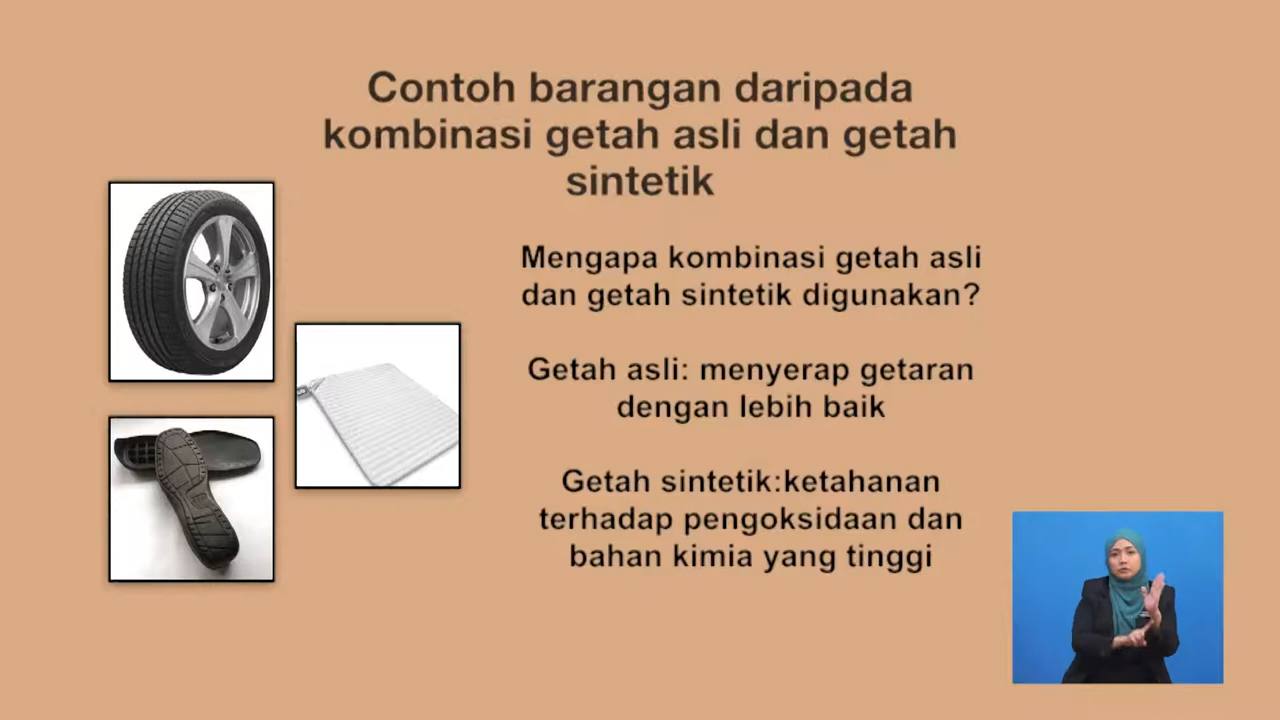 Contoh barangan daripada
kombinasi getah asli dan getah
sintetik
Mengapa kombinasi getah asli
dan getah sintetik digunakan?
Getah asli: menyerap getaran
dengan lebih baik
Getah sintetik:ketahanan
terhadap pengoksidaan dan
bahan kimia yang tinggi